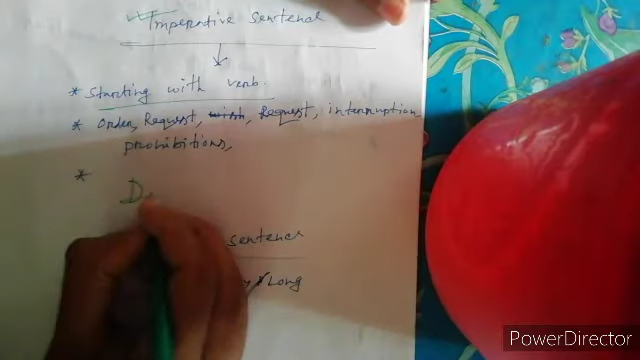 Imperative Sentence
* Starting with verb.
* Order, Request, wish, Request, interruption
prohibitions,
*
D
sentence
Long
PowerDirector